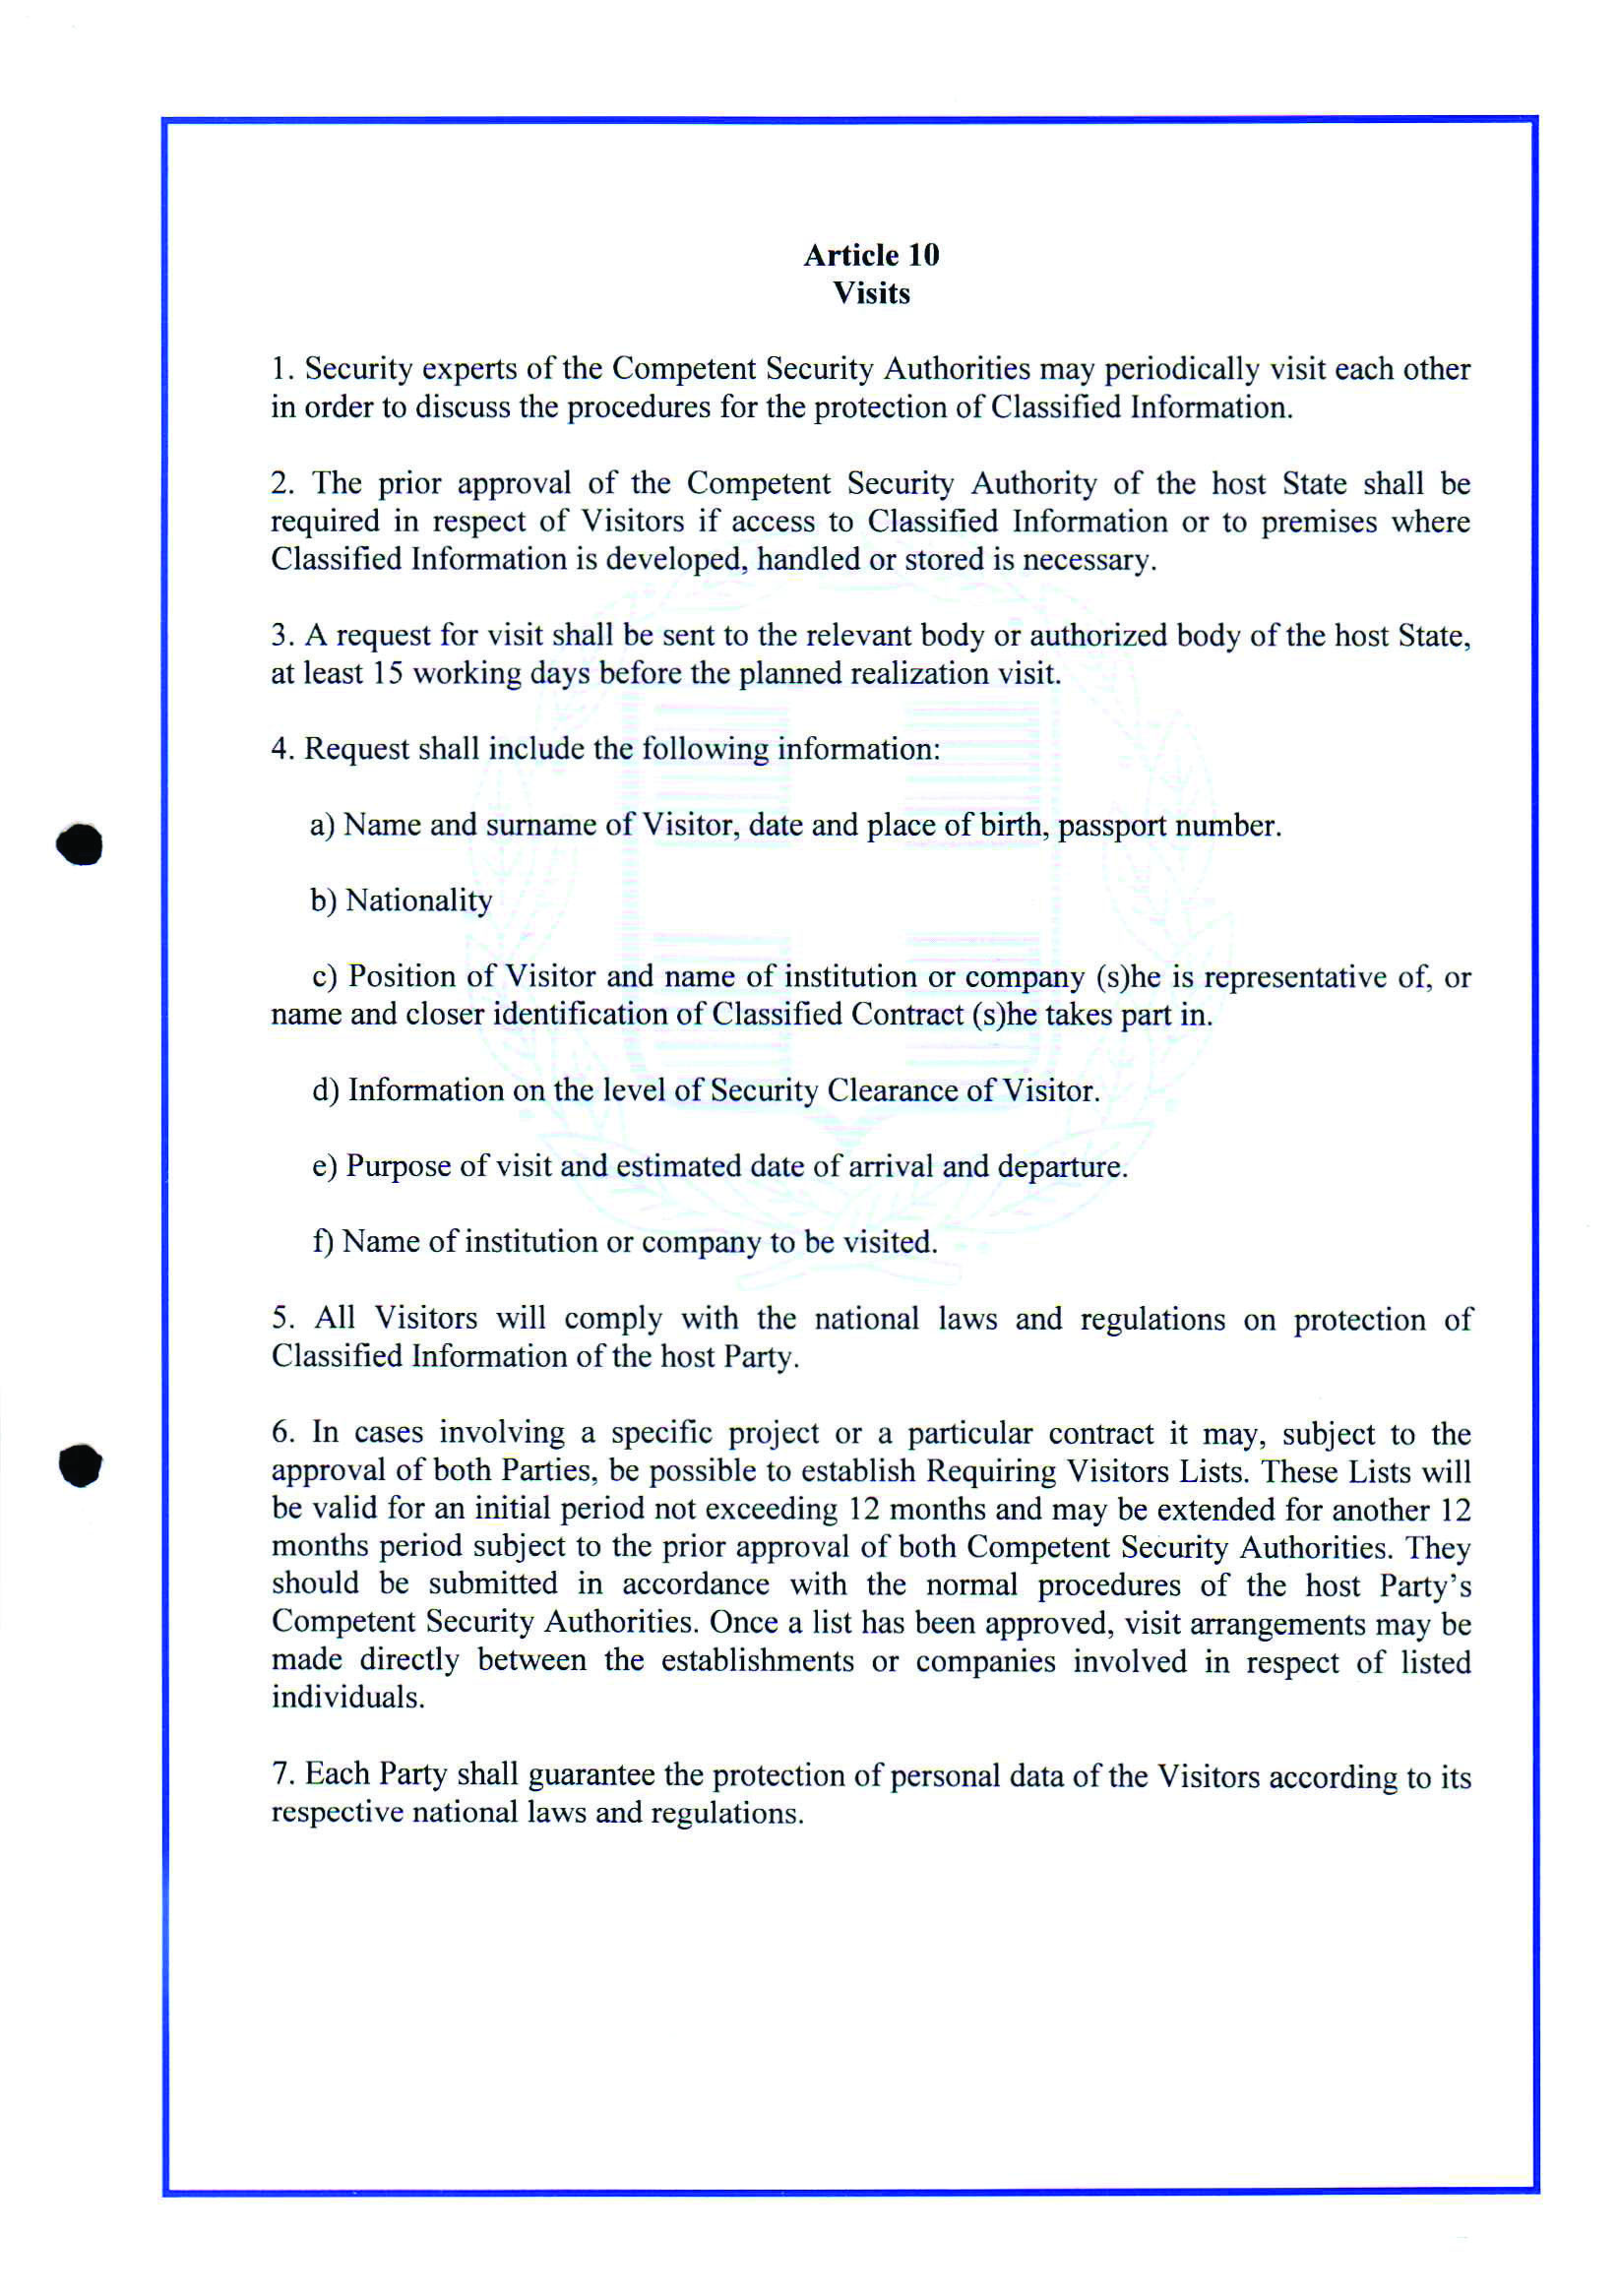 Article 10
Visits
1. Security experts of the Competent Security Authorities may periodically visit each other
in order to discuss the procedures for the protection of Classified Information.
2. The prior approval of the Competent Security Authority of the host State shall be
required in respect of Visitors if access to Classified Information or to premises where
Classified Information is developed, handled or stored is necessary.
3. A request for visit shall be sent to the relevant body or authorized body of the host State,
at least 15 working days before the planned realization visit.
4. Request shall include the following information:
a) Name and surname of Visitor, date and place of birth, passport number.
b) Nationality
c) Position of Visitor and name of institution or company (s)he is representative of, or
name and closer identification of Classified Contract (s)he takes part in.
d) Information on the level of Security Clearance of Visitor.
e) Purpose of visit and estimated date of arrival and departure.
f) Name of institution or company to be visited.
5. All Visitors will comply with the national laws and regulations on protection of
Classified Information of the host Party.
6. In cases involving a specific project or a particular contract it may, subject to the
approval of both Parties, be possible to establish Requiring Visitors Lists. These Lists will
be valid for an initial period not exceeding 12 months and may be extended for another 12
months period subject to the prior approval of both Competent Security Authorities. They
should be submitted in accordance with the normal procedures of the host Party's
Competent Security Authorities. Once a list has been approved, visit arrangements may be
made directly between the establishments or companies involved in respect of listed
individuals.
7. Each Party shall guarantee the protection of personal data of the Visitors according to its
respective national laws and regulations.